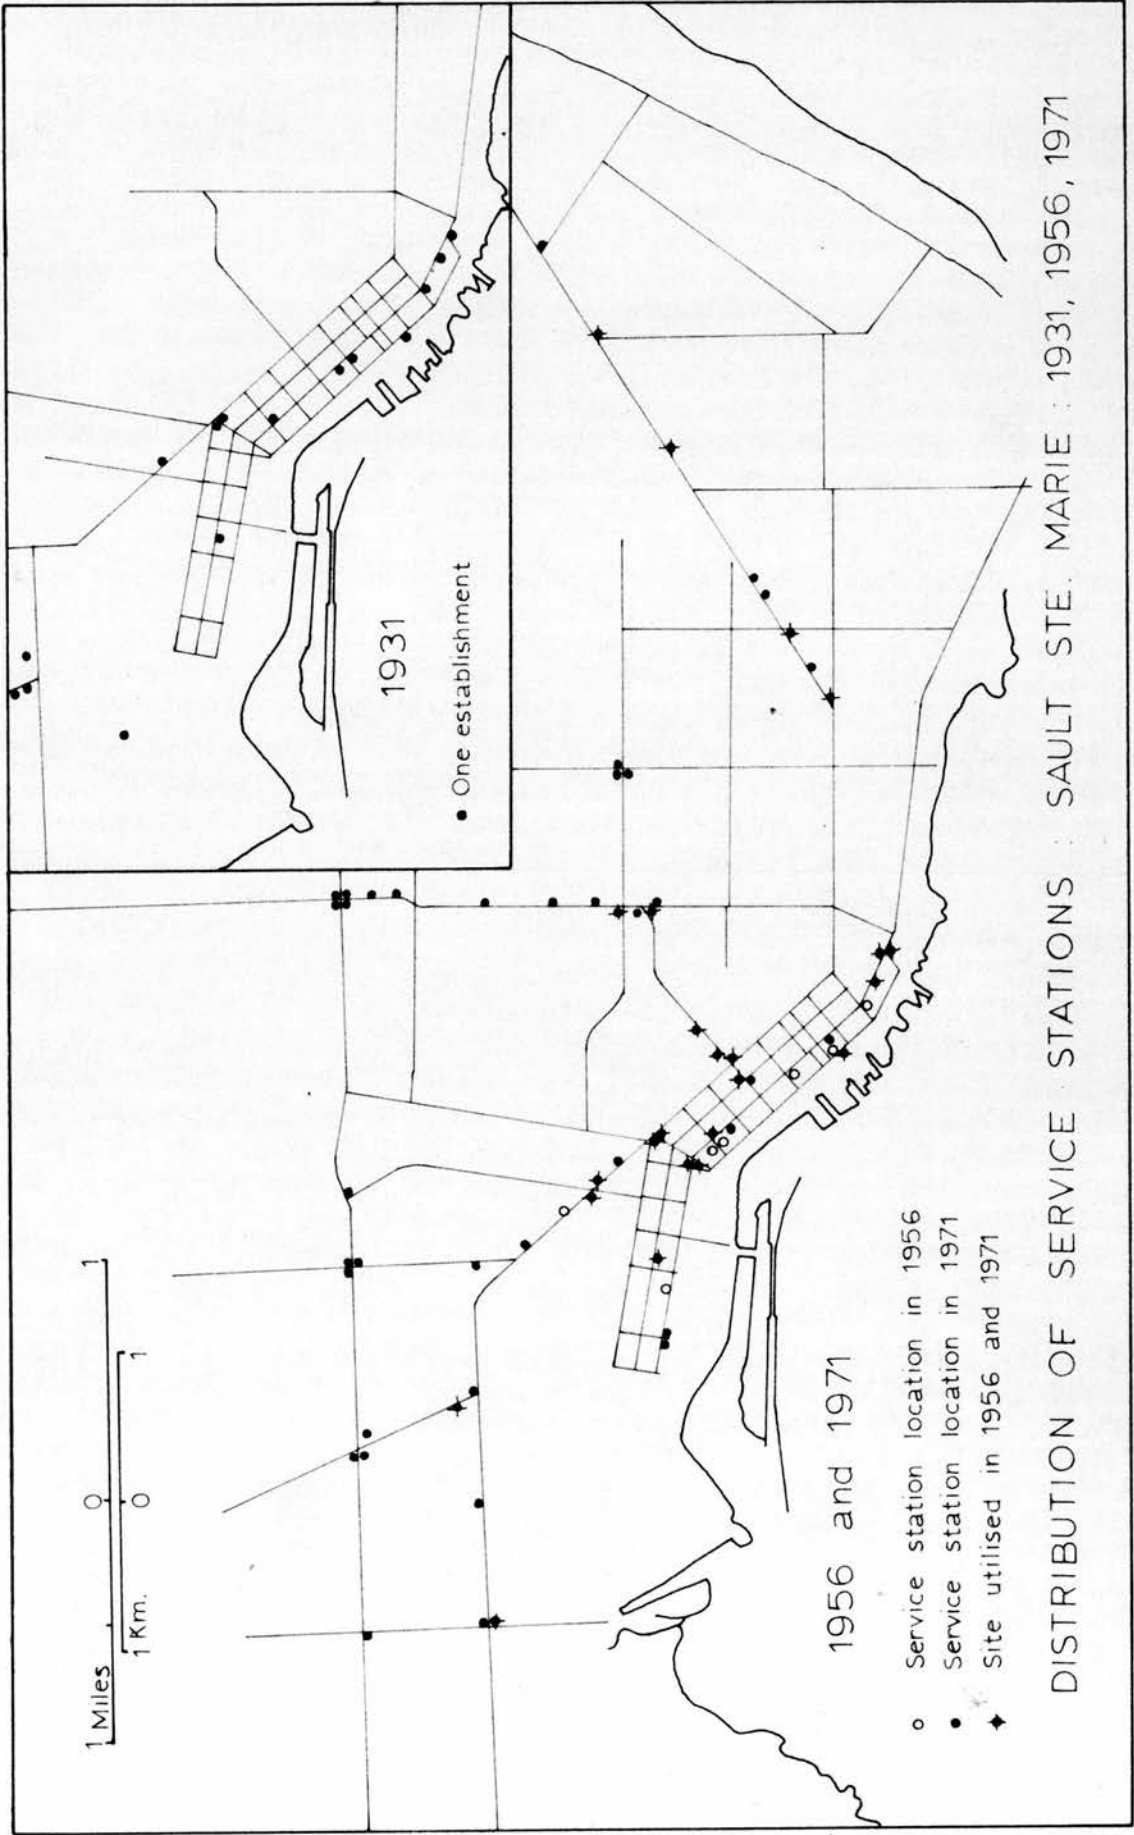 1 Miles 0 1
1 Km. 0 1
1931
• One establishment
1956 and 1971
○ Service station location in 1956
• Service station location in 1971
✦ Site utilised in 1956 and 1971
DISTRIBUTION OF SERVICE STATIONS : SAULT STE. MARIE 1931, 1956, 1971